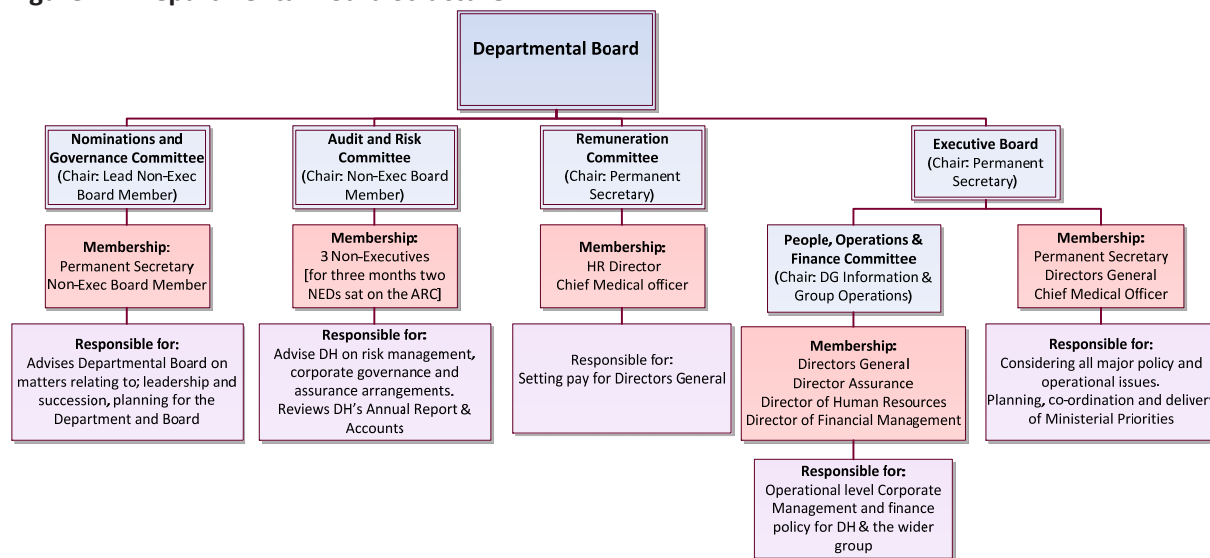 Departmental Board
Nominations and
Governance Committee
(Chair: Lead Non-Exec
Board Member)
Audit and Risk
Committee
(Chair: Non-Exec Board
Member)
Remuneration
Committee
(Chair: Permanent
Secretary)
Executive Board
(Chair: Permanent
Secretary)
Membership:
Permanent Secretary
Non-Exec Board Member
Membership:
3 Non-Executives
[for three months two
NEDs sat on the ARC]
Membership:
HR Director
Chief Medical officer
People, Operations &
Finance Committee
(Chair: DG Information &
Group Operations)
Membership:
Permanent Secretary
Directors General
Chief Medical Officer
Responsible for:
Advises Departmental Board on
matters relating to; leadership and
succession, planning for the
Department and Board
Responsible for:
Advise DH on risk management,
corporate governance and
assurance arrangements.
Reviews DH's Annual Report &
Accounts
Responsible for:
Setting pay for Directors General
Membership:
Directors General
Director Assurance
Director of Human Resources
Director of Financial Management
Responsible for:
Considering all major policy and
operational issues.
Planning, co-ordination and delivery
of Ministerial Priorities
Responsible for:
Operational level Corporate
Management and finance
policy for DH & the wider
group